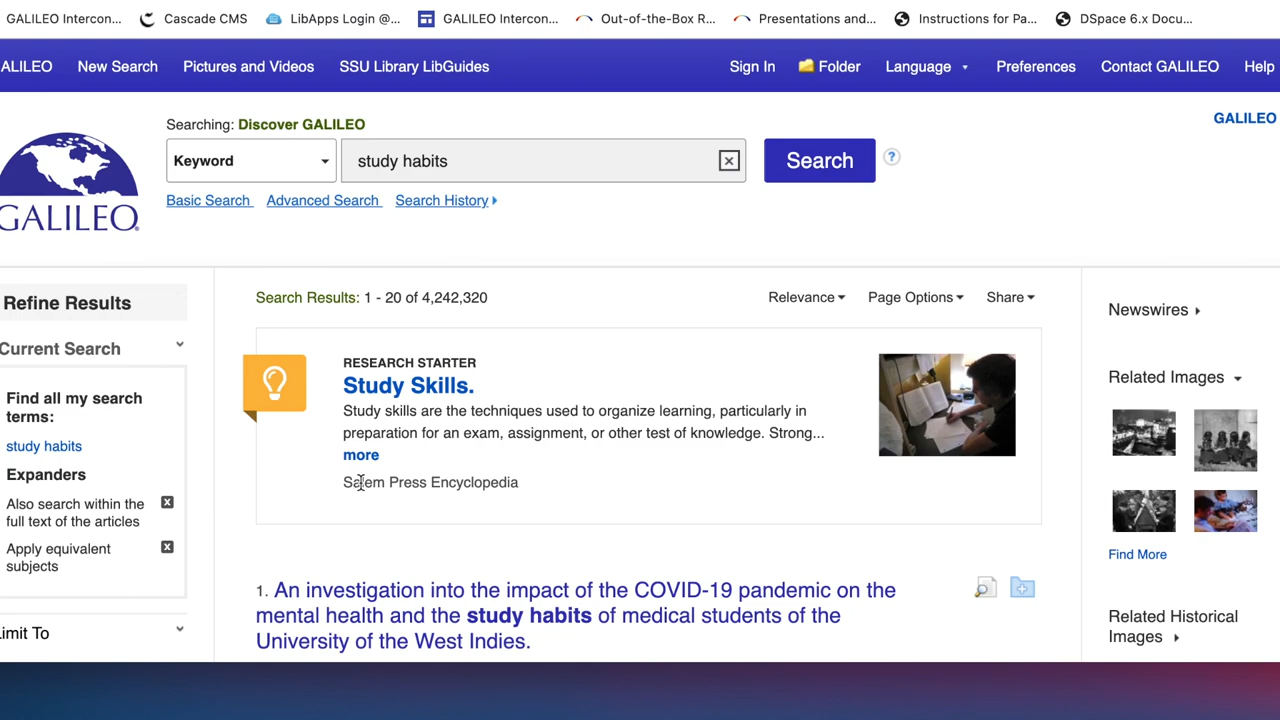 GALILEO Intercon...
Cascade CMS
LibApps Login @...
GALILEO Intercon...
Out-of-the-Box R...
Presentations and...
Instructions for Pa...
DSpace 6.x Docu...
ALILEO
New Search
Pictures and Videos
SSU Library LibGuides
Sign In
Folder
Language
Preferences
Contact GALILEO
Help
Searching: Discover GALILEO
GALILEO
Keyword
study habits
Search
?
Basic Search
Advanced Search
Search History
GALILEO
Refine Results
Current Search
Find all my search
terms:
study habits
Expanders
Also search within the
full text of the articles
Apply equivalent
subjects
imit To
Search Results: 1 - 20 of 4,242,320
Relevance
Page Options
Share
RESEARCH STARTER
Study Skills.
Study skills are the techniques used to organize learning, particularly in
preparation for an exam, assignment, or other test of knowledge. Strong...
more
Salem Press Encyclopedia
1. An investigation into the impact of the COVID-19 pandemic on the
mental health and the study habits of medical students of the
University of the West Indies.
Newswires
Related Images
Find More
Related Historical
Images